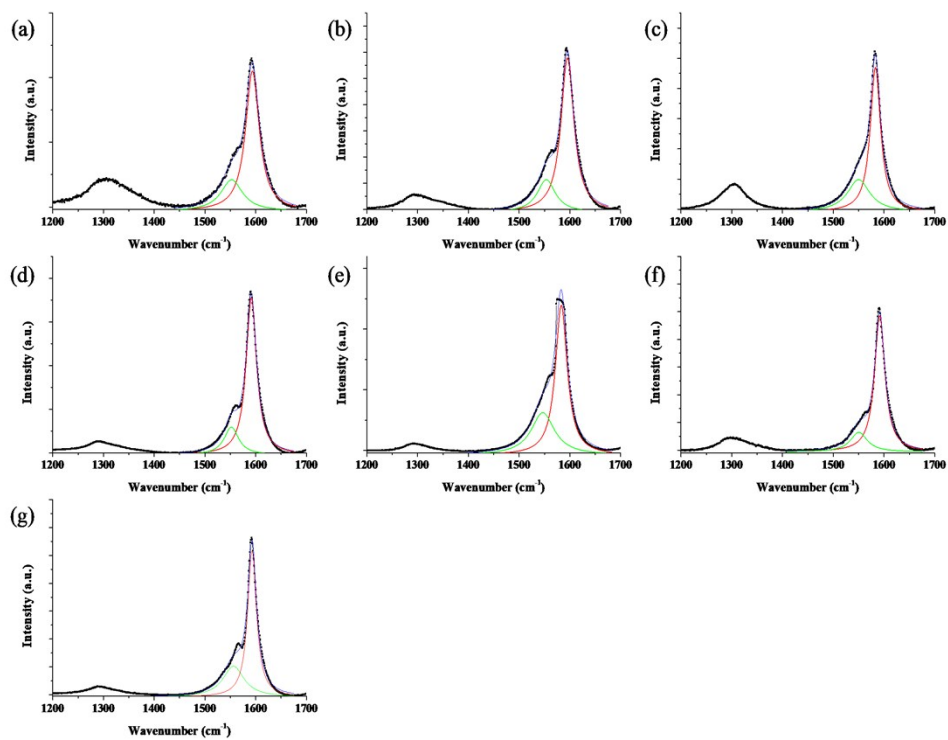 (a)
Intensity (a.u.)
1200 1300 1400 1500 1600 1700
Wavenumber (cm-1)
(b)
Intensity (a.u.)
1200 1300 1400 1500 1600 1700
Wavenumber (cm-1)
(c)
Intencity (a.u.)
1200 1300 1400 1500 1600 1700
Wavenumber (cm-1)
(d)
Intensity (a.u.)
1200 1300 1400 1500 1600 1700
Wavenumber (cm-1)
(e)
Intensity (a.u.)
1200 1300 1400 1500 1600 1700
Wavenumber (cm-1)
(f)
Intensity (a.u.)
1200 1300 1400 1500 1600 1700
Wavenumber (cm-1)
(g)
Intensity (a.u.)
1200 1300 1400 1500 1600 1700
Wavenumber (cm-1)